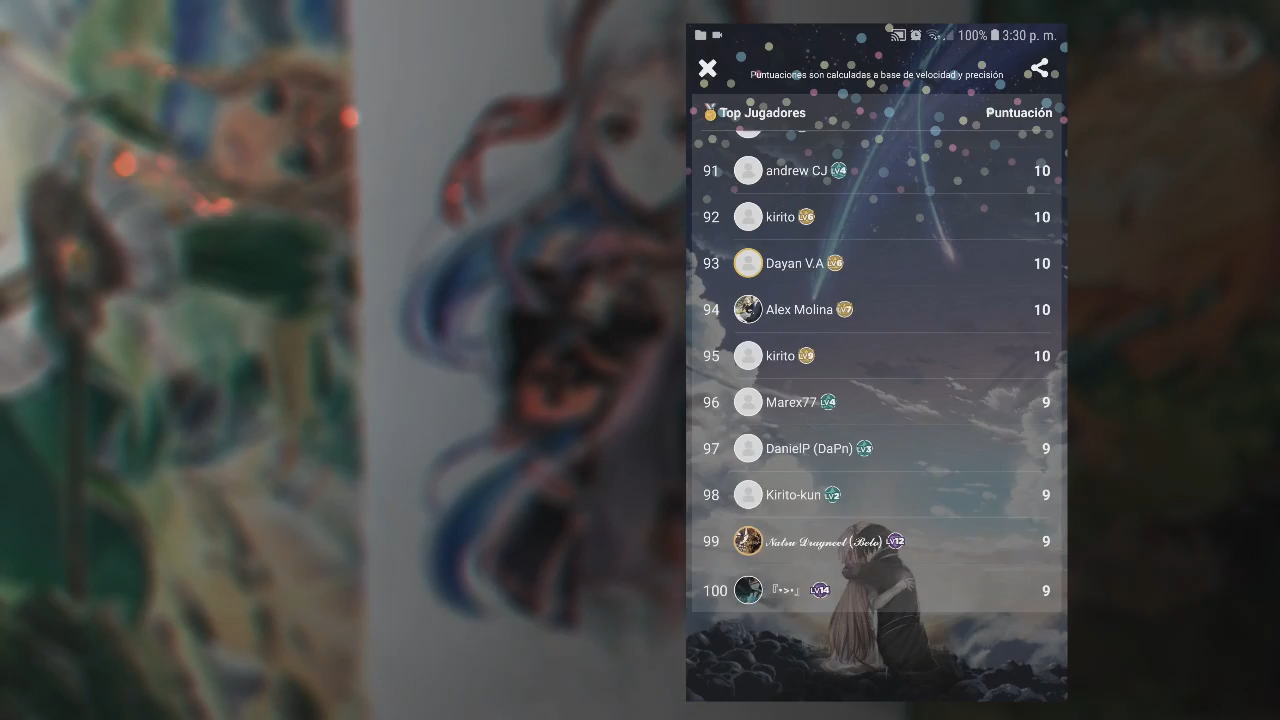 100% 3:30 p. m.
Puntuaciones son calculadas a base de velocidad y precisión
Top Jugadores Puntuación
91 andrew CJ LV4 10
92 kirito LV6 10
93 Dayan V.A LV6 10
94 Alex Molina LV7 10
95 kirito LV9 10
96 Marex77 LV4 9
97 DanielP (DaPn) LV3 9
98 Kirito-kun LV2 9
99 𝓝𝓪𝓽𝓼𝓾 𝓓𝓻𝓪𝓰𝓷𝓮𝓮𝓵 (𝓑𝓮𝓽𝓸) LV12 9
100 『•>•』 LV14 9